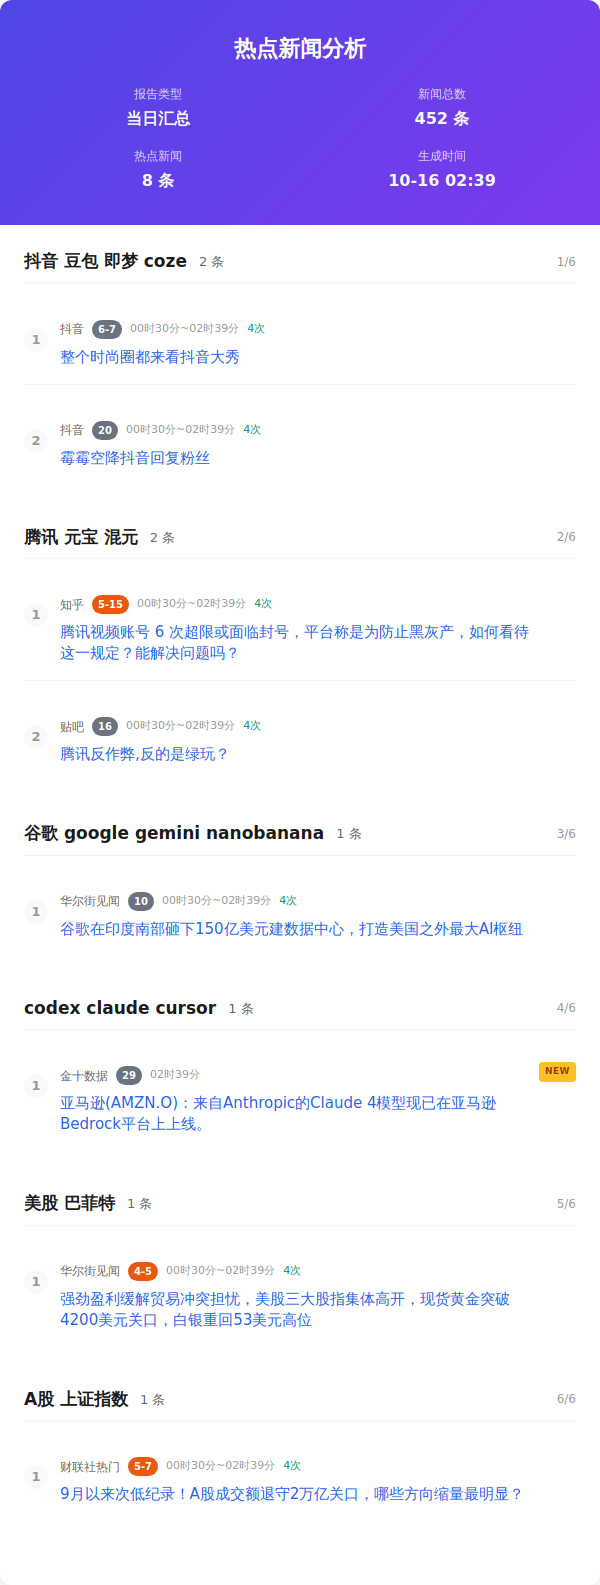 热点新闻分析
报告类型
当日汇总
新闻总数
452 条
热点新闻
8 条
生成时间
10-16 02:39
抖音 豆包 即梦 coze 2 条 1/6
1 抖音 6-7 00时30分~02时39分 4次
整个时尚圈都来看抖音大秀
2 抖音 20 00时30分~02时39分 4次
霉霉空降抖音回复粉丝
腾讯 元宝 混元 2 条 2/6
1 知乎 5-15 00时30分~02时39分 4次
腾讯视频账号 6 次超限或面临封号，平台称是为防止黑灰产，如何看待
这一规定？能解决问题吗？
2 贴吧 16 00时30分~02时39分 4次
腾讯反作弊,反的是绿玩？
谷歌 google gemini nanobanana 1 条 3/6
1 华尔街见闻 10 00时30分~02时39分 4次
谷歌在印度南部砸下150亿美元建数据中心，打造美国之外最大AI枢纽
codex claude cursor 1 条 4/6
1 金十数据 29 02时39分 NEW
亚马逊(AMZN.O)：来自Anthropic的Claude 4模型现已在亚马逊
Bedrock平台上上线。
美股 巴菲特 1 条 5/6
1 华尔街见闻 4-5 00时30分~02时39分 4次
强劲盈利缓解贸易冲突担忧，美股三大股指集体高开，现货黄金突破
4200美元关口，白银重回53美元高位
A股 上证指数 1 条 6/6
1 财联社热门 5-7 00时30分~02时39分 4次
9月以来次低纪录！A股成交额退守2万亿关口，哪些方向缩量最明显？